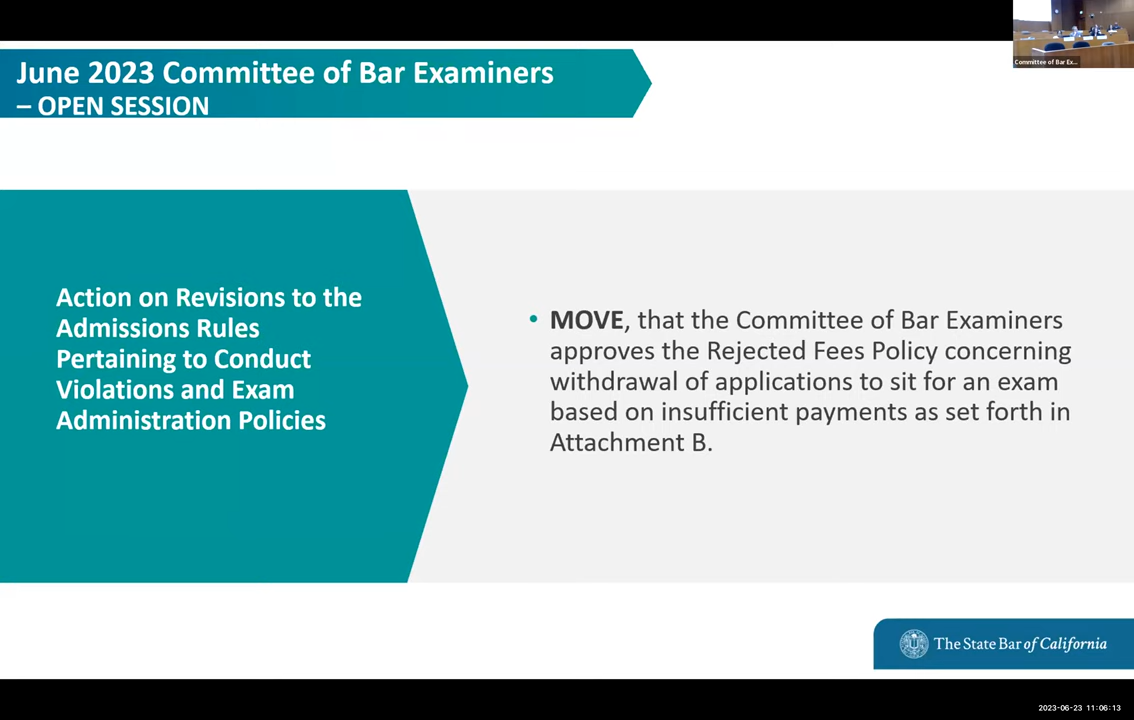 June 2023 Committee of Bar Examiners
– OPEN SESSION
Committee of Bar Ex...
Action on Revisions to the
Admissions Rules
Pertaining to Conduct
Violations and Exam
Administration Policies
• MOVE, that the Committee of Bar Examiners
approves the Rejected Fees Policy concerning
withdrawal of applications to sit for an exam
based on insufficient payments as set forth in
Attachment B.
The State Bar of California
2023-06-23 11:06:13